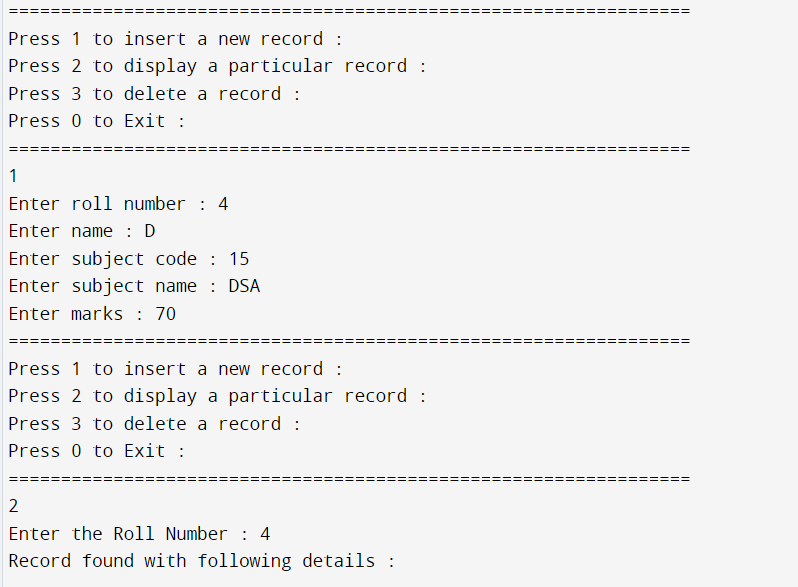 =================================================================
Press 1 to insert a new record :
Press 2 to display a particular record :
Press 3 to delete a record :
Press 0 to Exit :
=================================================================
1
Enter roll number : 4
Enter name : D
Enter subject code : 15
Enter subject name : DSA
Enter marks : 70
=================================================================
Press 1 to insert a new record :
Press 2 to display a particular record :
Press 3 to delete a record :
Press 0 to Exit :
=================================================================
2
Enter the Roll Number : 4
Record found with following details :